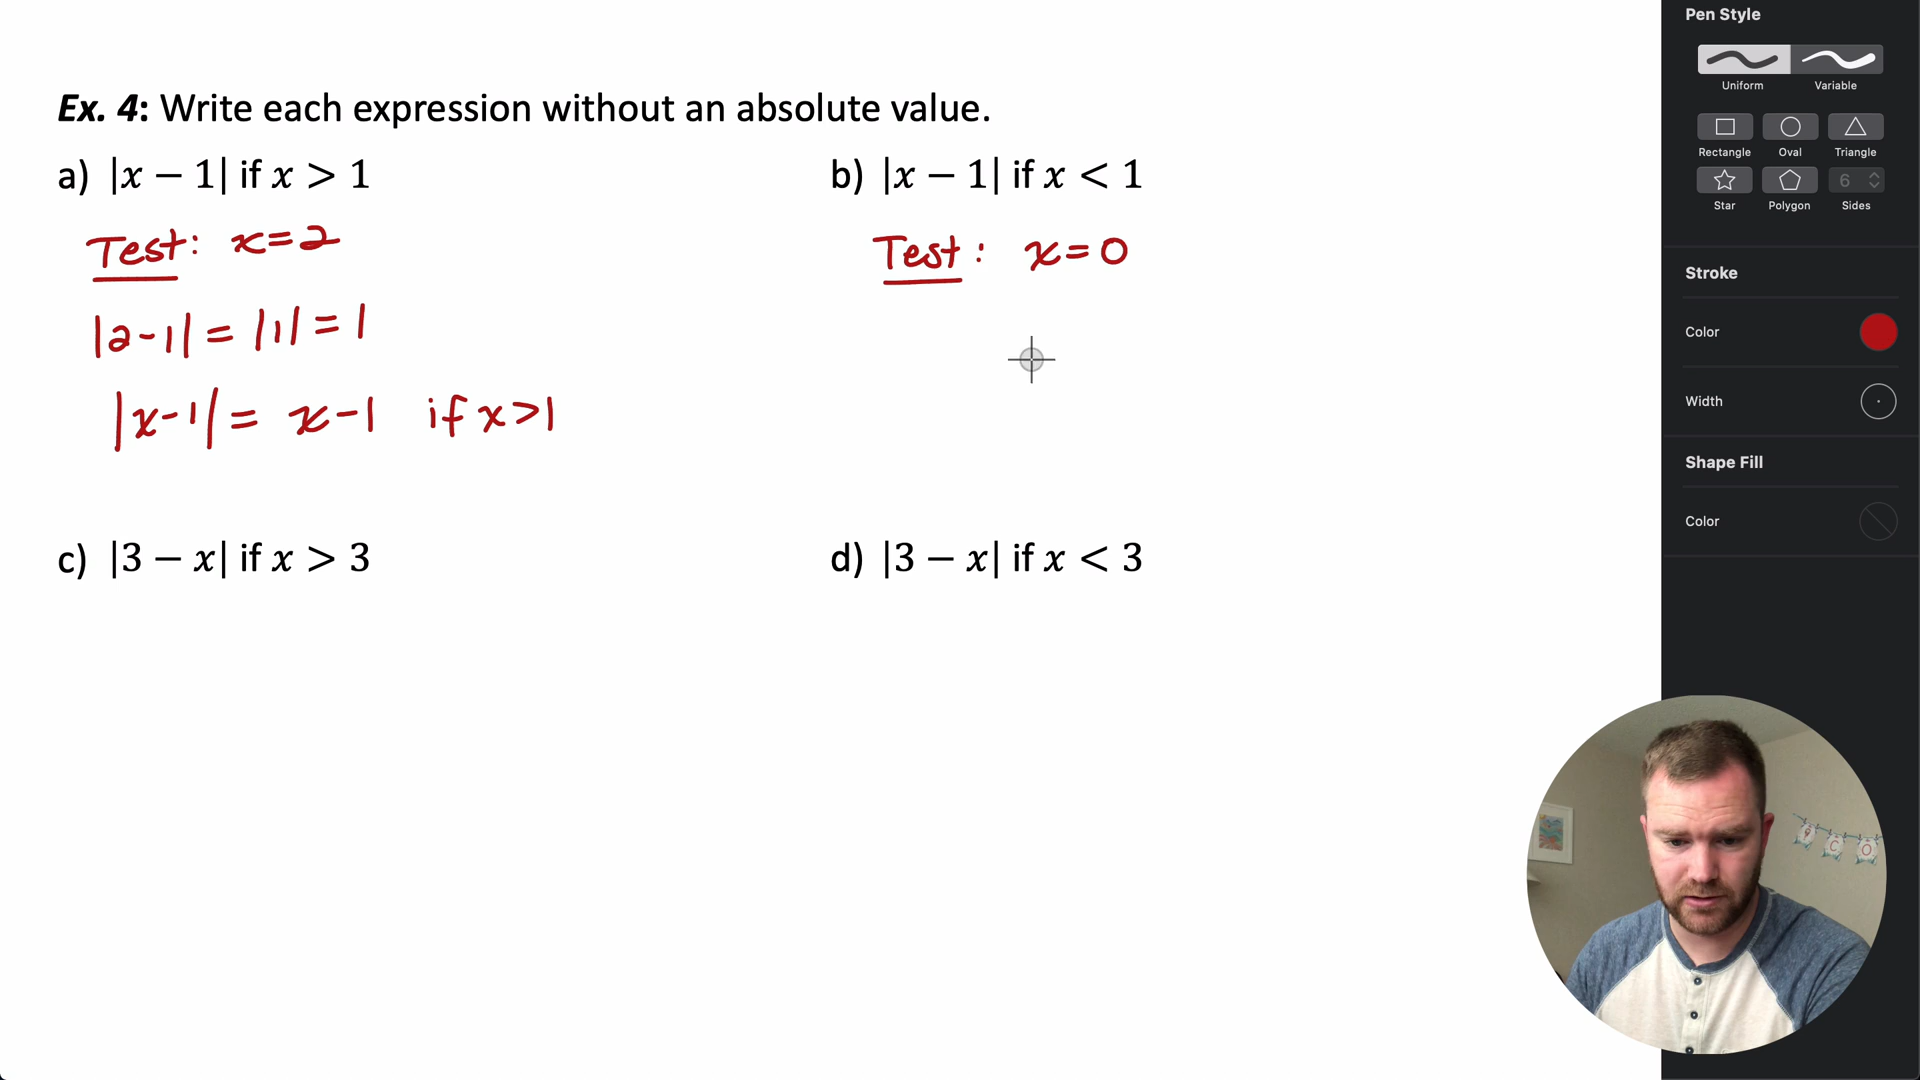 Ex. 4: Write each expression without an absolute value.
a) |x − 1| if x > 1
Test: x=2
|2-1| = |1| = 1
|x-1| = x-1 if x>1
b) |x − 1| if x < 1
Test: x=0
c) |3 − x| if x > 3
d) |3 − x| if x < 3
Pen Style
Uniform Variable
Rectangle Oval Triangle
6
Star Polygon Sides
Stroke
Color
Width
Shape Fill
Color
C O